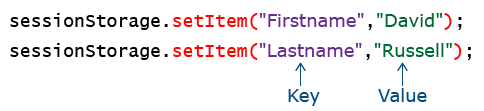 sessionStorage.setItem("Firstname","David");
sessionStorage.setItem("Lastname","Russell");
Key Value